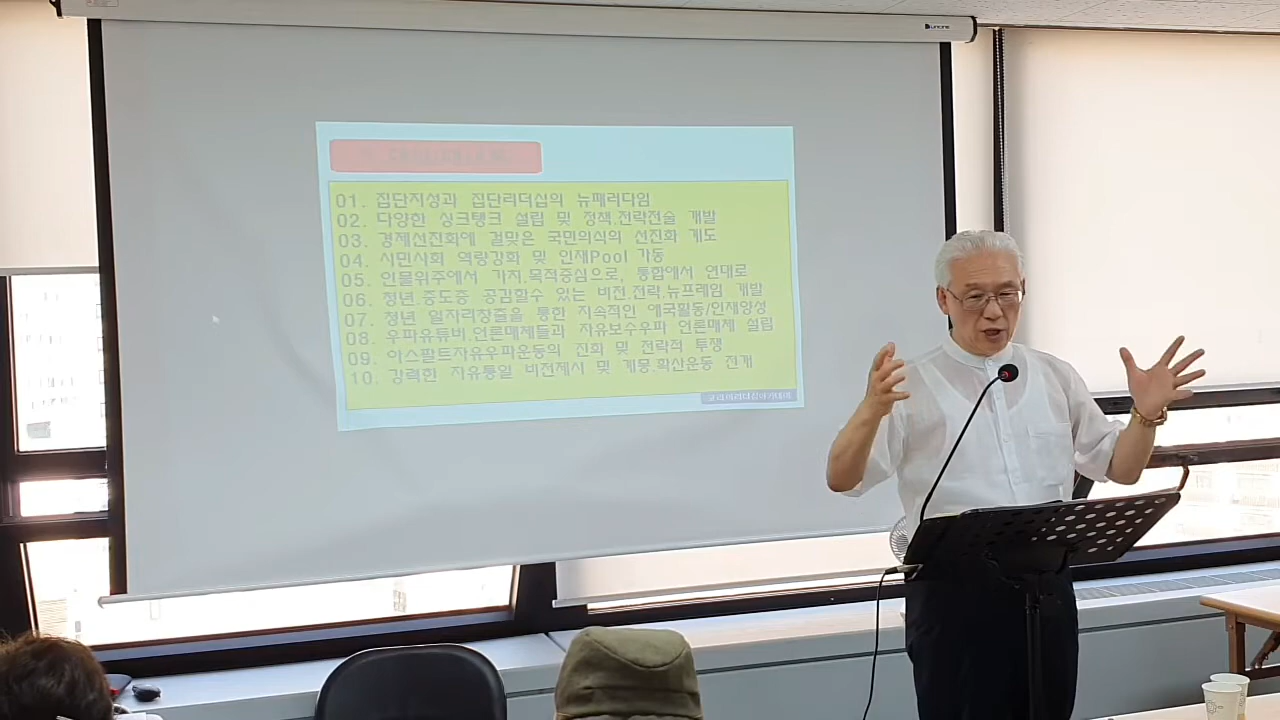 01. 집단지성과 집단리더십의 뉴패러다임
02. 다양한 싱크탱크 설립 및 정책.전략전술 개발
03. 경제선진화에 걸맞은 국민의식의 선진화 계도
04. 시민사회 역량강화 및 인재Pool 가동
05. 인물위주에서 가치.목적중심으로, 통합에서 연대로
06. 청년.중도층 공감할수 있는 비전.전략.뉴프레임 개발
07. 청년 일자리창출을 통한 지속적인 애국활동/인재양성
08. 우파유튜버.언론매체들과 자유보수우파 언론매체 설립
09. 아스팔트자유우파운동의 진화 및 전략적 투쟁
10. 강력한 자유통일 비전제시 및 계몽.확산운동 전개
코리아리더십아카데미